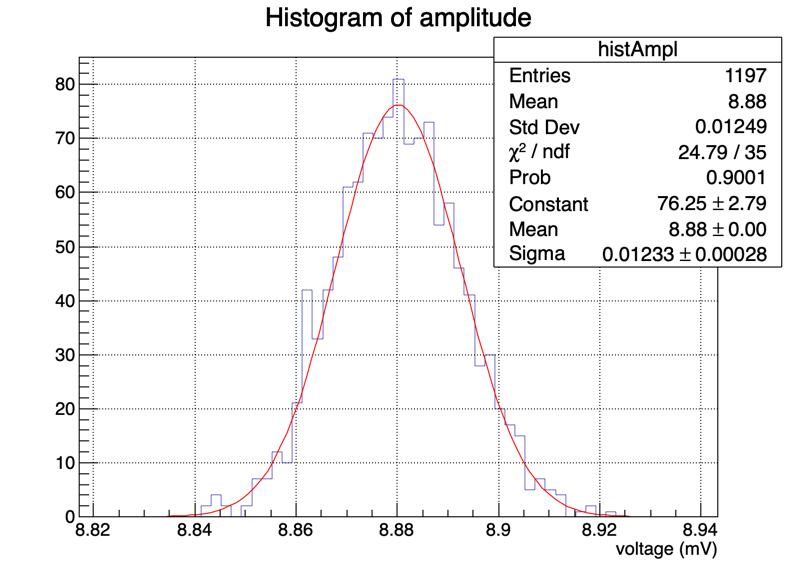 Histogram of amplitude
histAmpl
Entries 1197
Mean 8.88
Std Dev 0.01249
χ² / ndf 24.79 / 35
Prob 0.9001
Constant 76.25 ± 2.79
Mean 8.88 ± 0.00
Sigma 0.01233 ± 0.00028
80
70
60
50
40
30
20
10
0
8.82 8.84 8.86 8.88 8.9 8.92 8.94
voltage (mV)